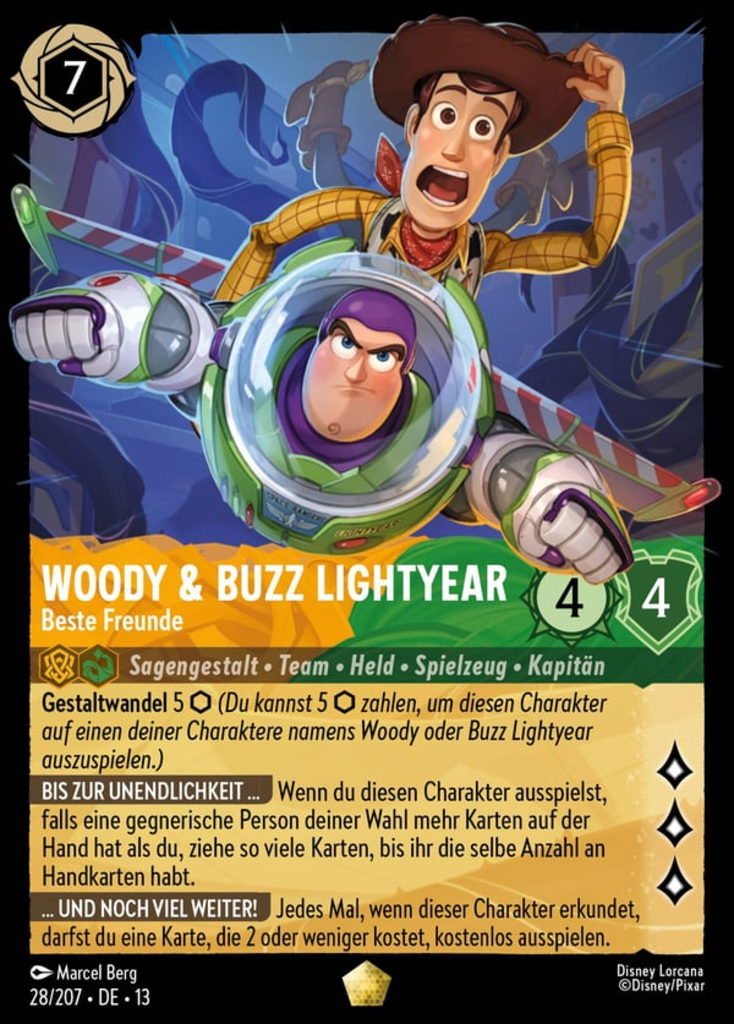 7
SPACE RANGER
LIGHTYEAR
WOODY & BUZZ LIGHTYEAR
Beste Freunde
4 4
Sagengestalt • Team • Held • Spielzeug • Kapitän
Gestaltwandel 5 ⬡ (Du kannst 5 ⬡ zahlen, um diesen Charakter
auf einen deiner Charaktere namens Woody oder Buzz Lightyear
auszuspielen.)
BIS ZUR UNENDLICHKEIT ... Wenn du diesen Charakter ausspielst,
falls eine gegnerische Person deiner Wahl mehr Karten auf der
Hand hat als du, ziehe so viele Karten, bis ihr die selbe Anzahl an
Handkarten habt.
... UND NOCH VIEL WEITER! Jedes Mal, wenn dieser Charakter erkundet,
darfst du eine Karte, die 2 oder weniger kostet, kostenlos ausspielen.
Marcel Berg
28/207 • DE • 13
Disney Lorcana
©Disney/Pixar